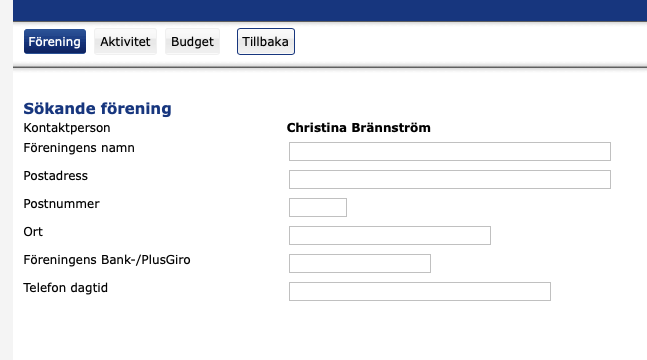 Förening Aktivitet Budget Tillbaka
Sökande förening
Kontaktperson Christina Brännström
Föreningens namn
Postadress
Postnummer
Ort
Föreningens Bank-/PlusGiro
Telefon dagtid